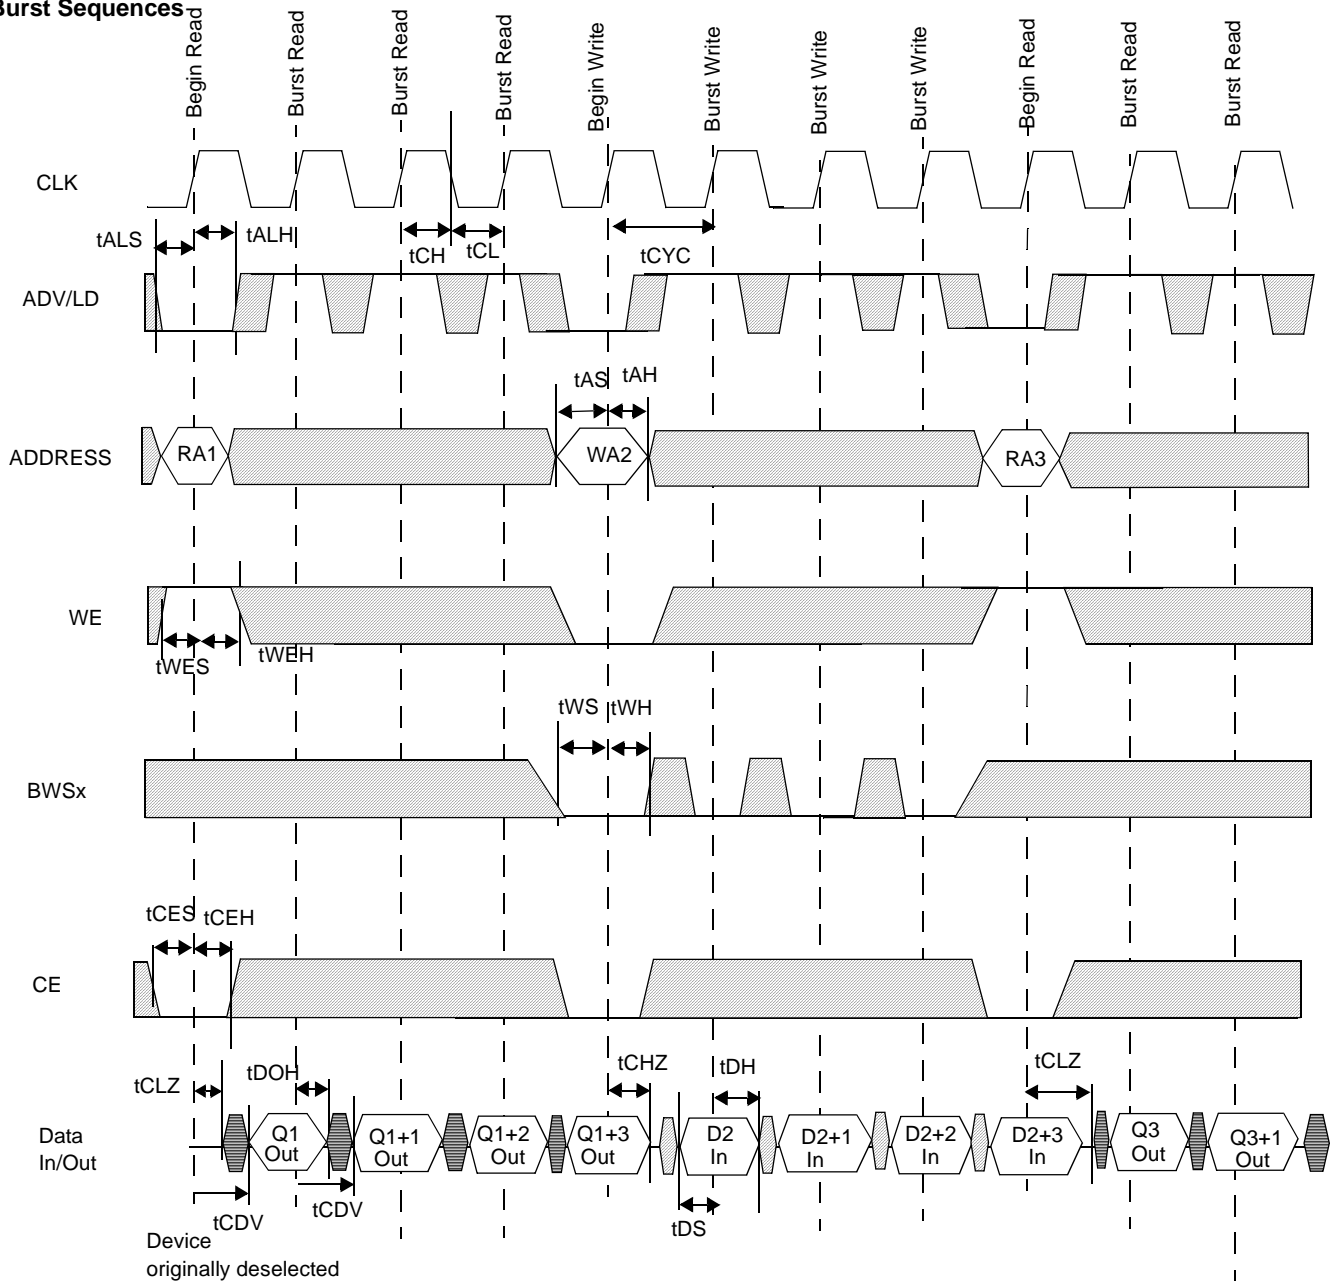 Burst Sequences
Begin Read
Burst Read
Burst Read
Burst Read
Begin Write
Burst Write
Burst Write
Burst Write
Begin Read
Burst Read
Burst Read
CLK
tALS
tALH
tCH
tCL
tCYC
ADV/LD
tAS
tAH
ADDRESS
RA1
WA2
RA3
WE
tWES
tWEH
tWS
tWH
BWSx
tCES
tCEH
CE
tCLZ
tDOH
tCHZ
tDH
tCLZ
Data
In/Out
Q1
Out
Q1+1
Out
Q1+2
Out
Q1+3
Out
D2
In
D2+1
In
D2+2
In
D2+3
In
Q3
Out
Q3+1
Out
tCDV
tCDV
tDS
Device
originally deselected